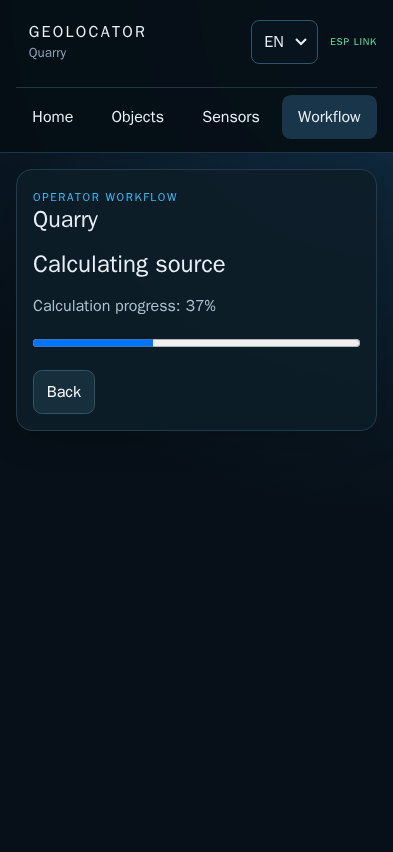 GEOLOCATOR
Quarry
EN
ESP LINK
Home
Objects
Sensors
Workflow
OPERATOR WORKFLOW
Quarry
Calculating source
Calculation progress: 37%
Back